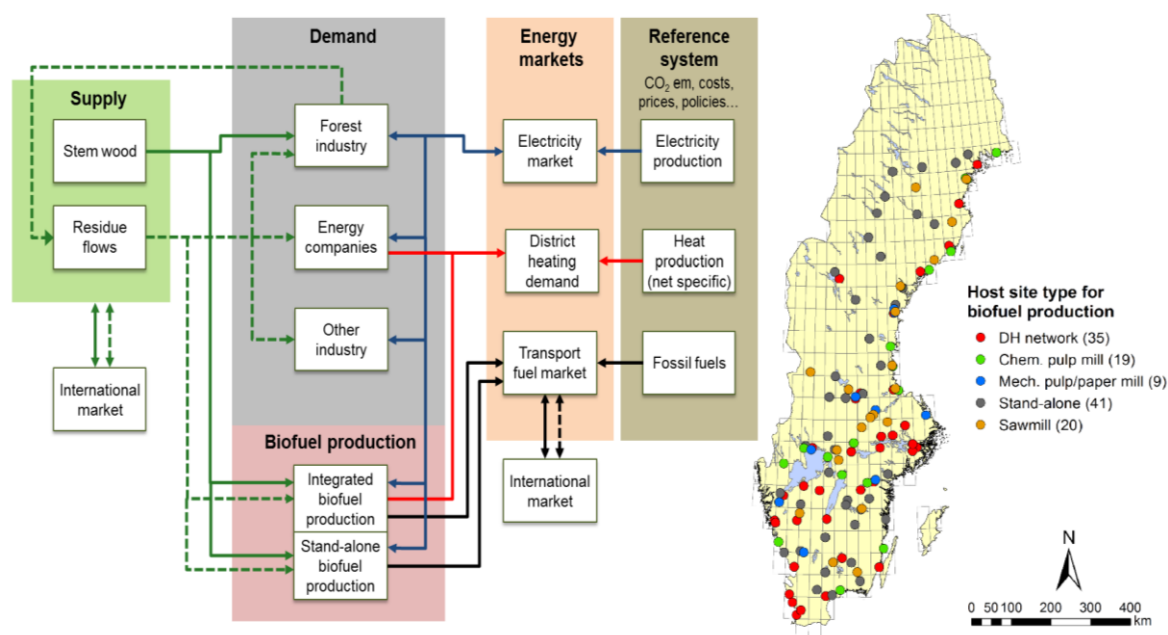 Supply
Stem wood
Residue
flows
International
market
Demand
Forest
industry
Energy
companies
Other
industry
Biofuel production
Integrated
biofuel
production
Stand-alone
biofuel
production
Energy
markets
Electricity
market
District
heating
demand
Transport
fuel market
International
market
Reference
system
CO₂ em, costs,
prices, policies…
Electricity
production
Heat
production
(net specific)
Fossil fuels
Host site type for
biofuel production
DH network (35)
Chem. pulp mill (19)
Mech. pulp/paper mill (9)
Stand-alone (41)
Sawmill (20)
N
0 50 100 200 300 400
km